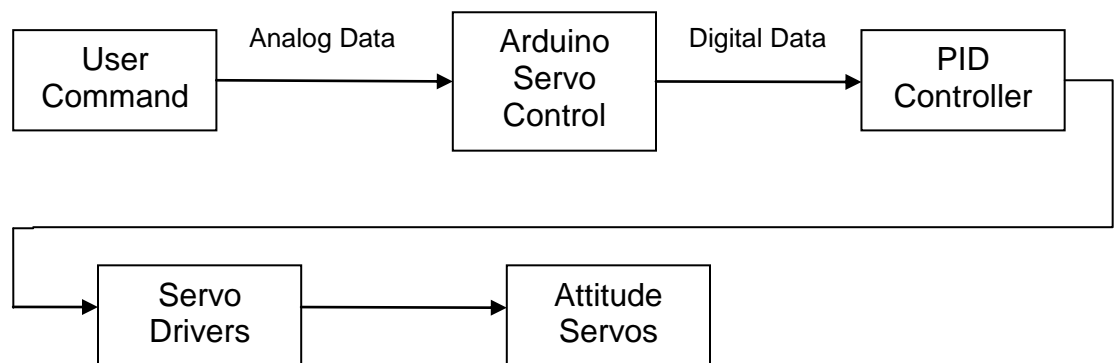 User
Command
Analog Data
Arduino
Servo
Control
Digital Data
PID
Controller
Servo
Drivers
Attitude
Servos